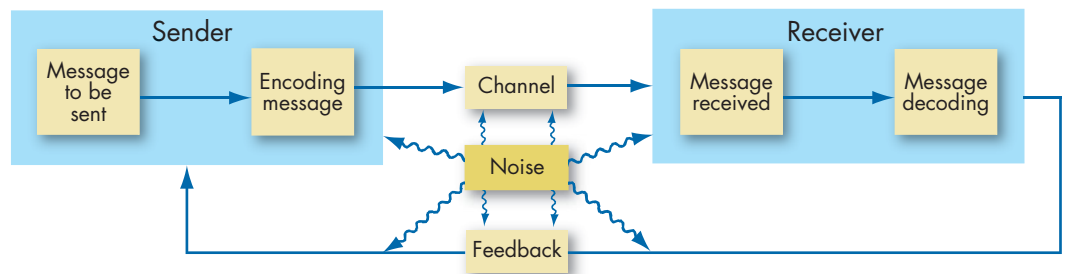 Sender
Message
to be
sent
Encoding
message
Channel
Receiver
Message
received
Message
decoding
Noise
Feedback